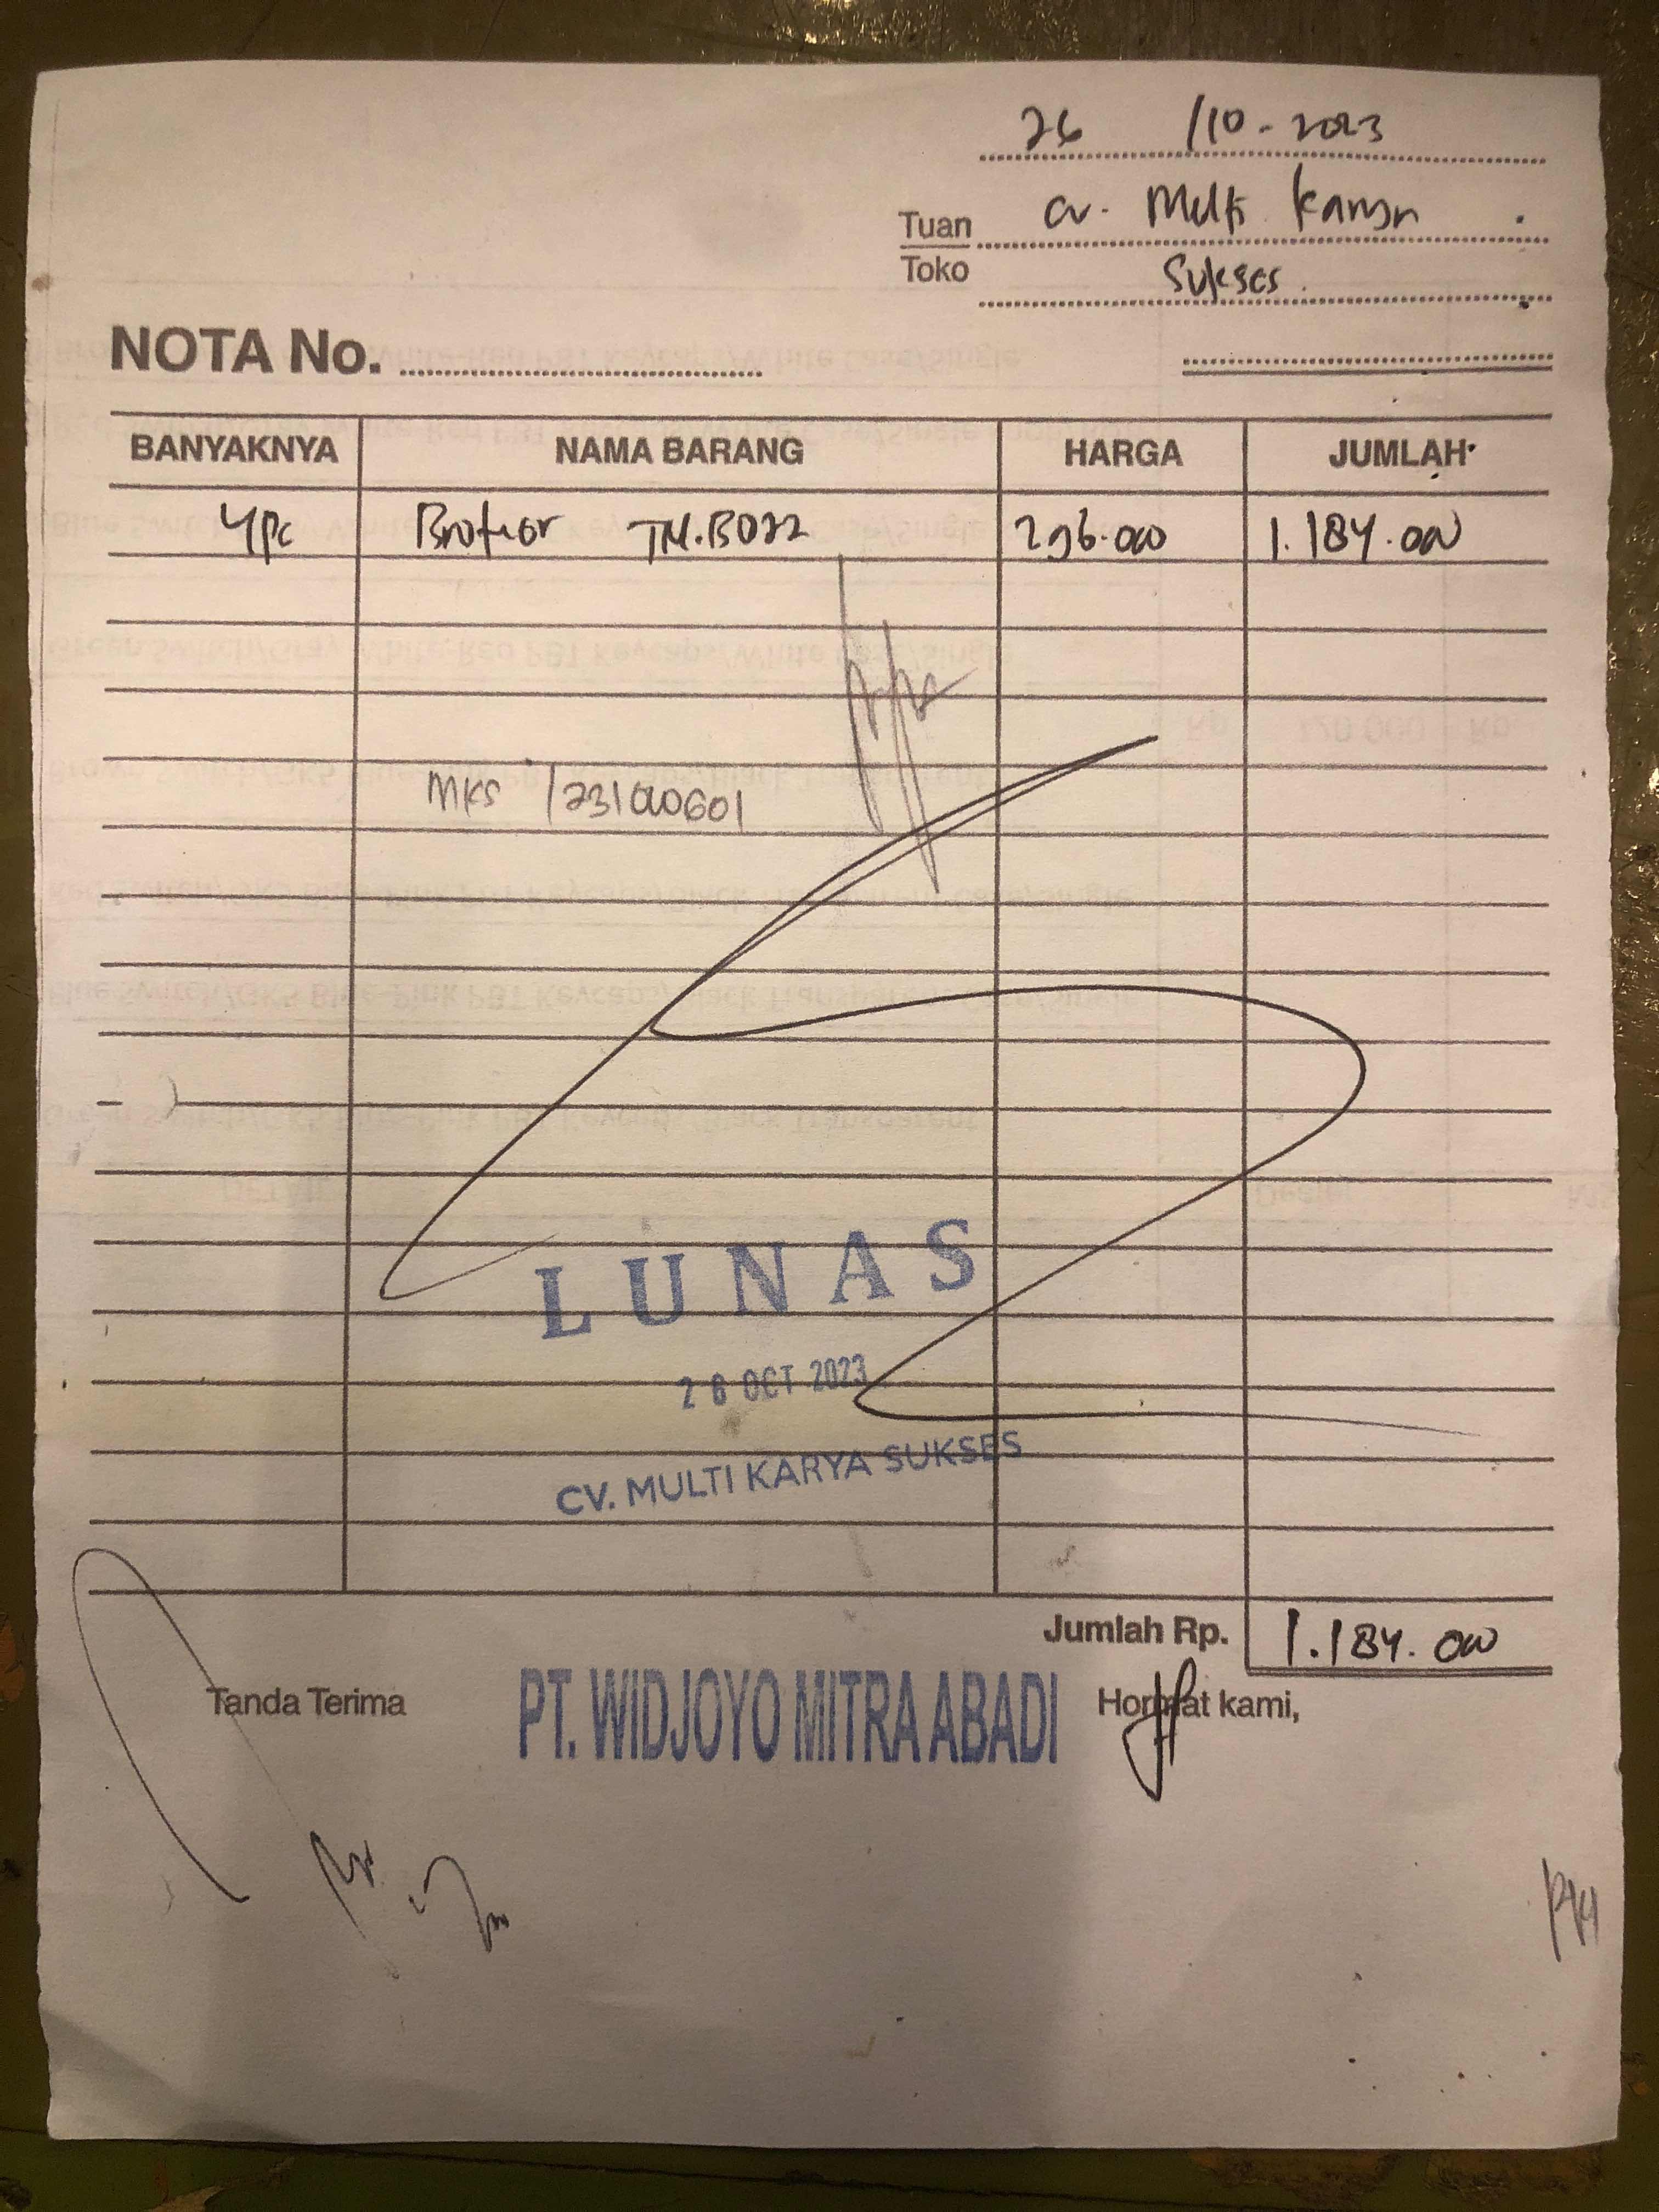 26 /10-2023
Tuan CV. Multi Karya
Toko Sukses.
NOTA No.
BANYAKNYA NAMA BARANG HARGA JUMLAH
4pc Brother TN.B022 296.000 1.184.000
MKS /231000601
LUNAS
26 OCT 2023
CV. MULTI KARYA SUKSES
Jumlah Rp. 1.184.000
Tanda Terima PT. WIDJOYO MITRA ABADI Hormat kami,